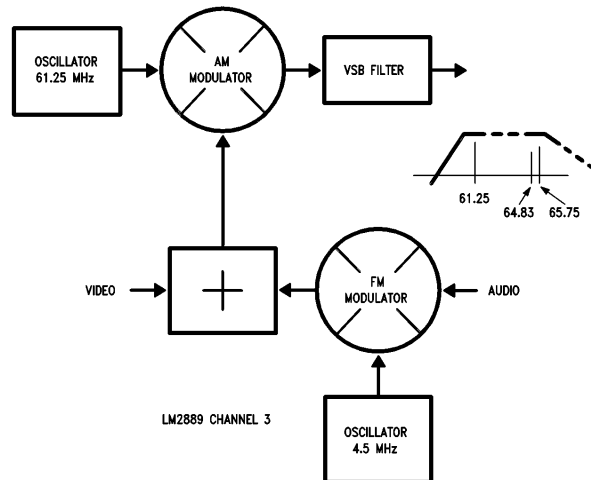 OSCILLATOR
61.25 MHz
AM
MODULATOR
VSB FILTER
61.25
64.83
65.75
VIDEO
FM
MODULATOR
AUDIO
LM2889 CHANNEL 3
OSCILLATOR
4.5 MHz